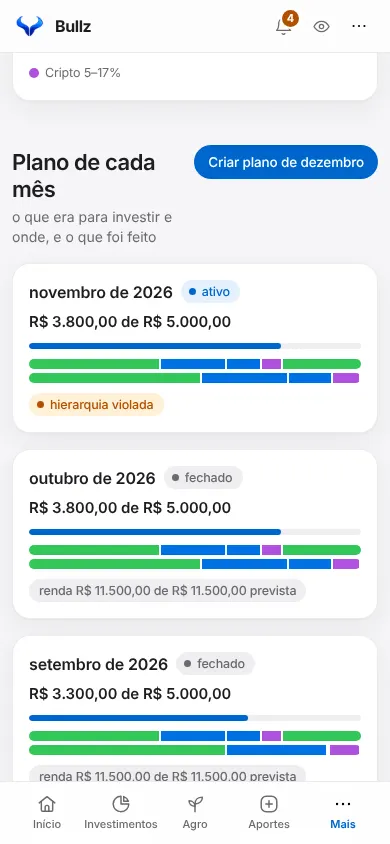 Bullz
4
Cripto 5–17%
Plano de cada
mês
Criar plano de dezembro
o que era para investir e
onde, e o que foi feito
novembro de 2026
ativo
R$ 3.800,00 de R$ 5.000,00
hierarquia violada
outubro de 2026
fechado
R$ 3.800,00 de R$ 5.000,00
renda R$ 11.500,00 de R$ 11.500,00 prevista
setembro de 2026
fechado
R$ 3.300,00 de R$ 5.000,00
renda R$ 11.500,00 de R$ 11.500,00 prevista
Início
Investimentos
Agro
Aportes
Mais